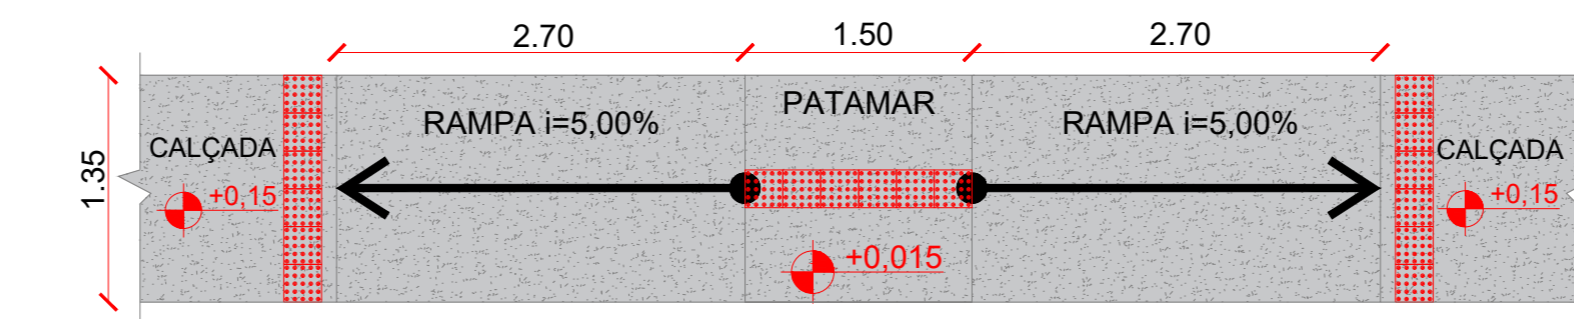 2.70
1.50
2.70
1.35
CALÇADA
+0,15
RAMPA i=5,00%
PATAMAR
+0,015
RAMPA i=5,00%
CALÇADA
+0,15